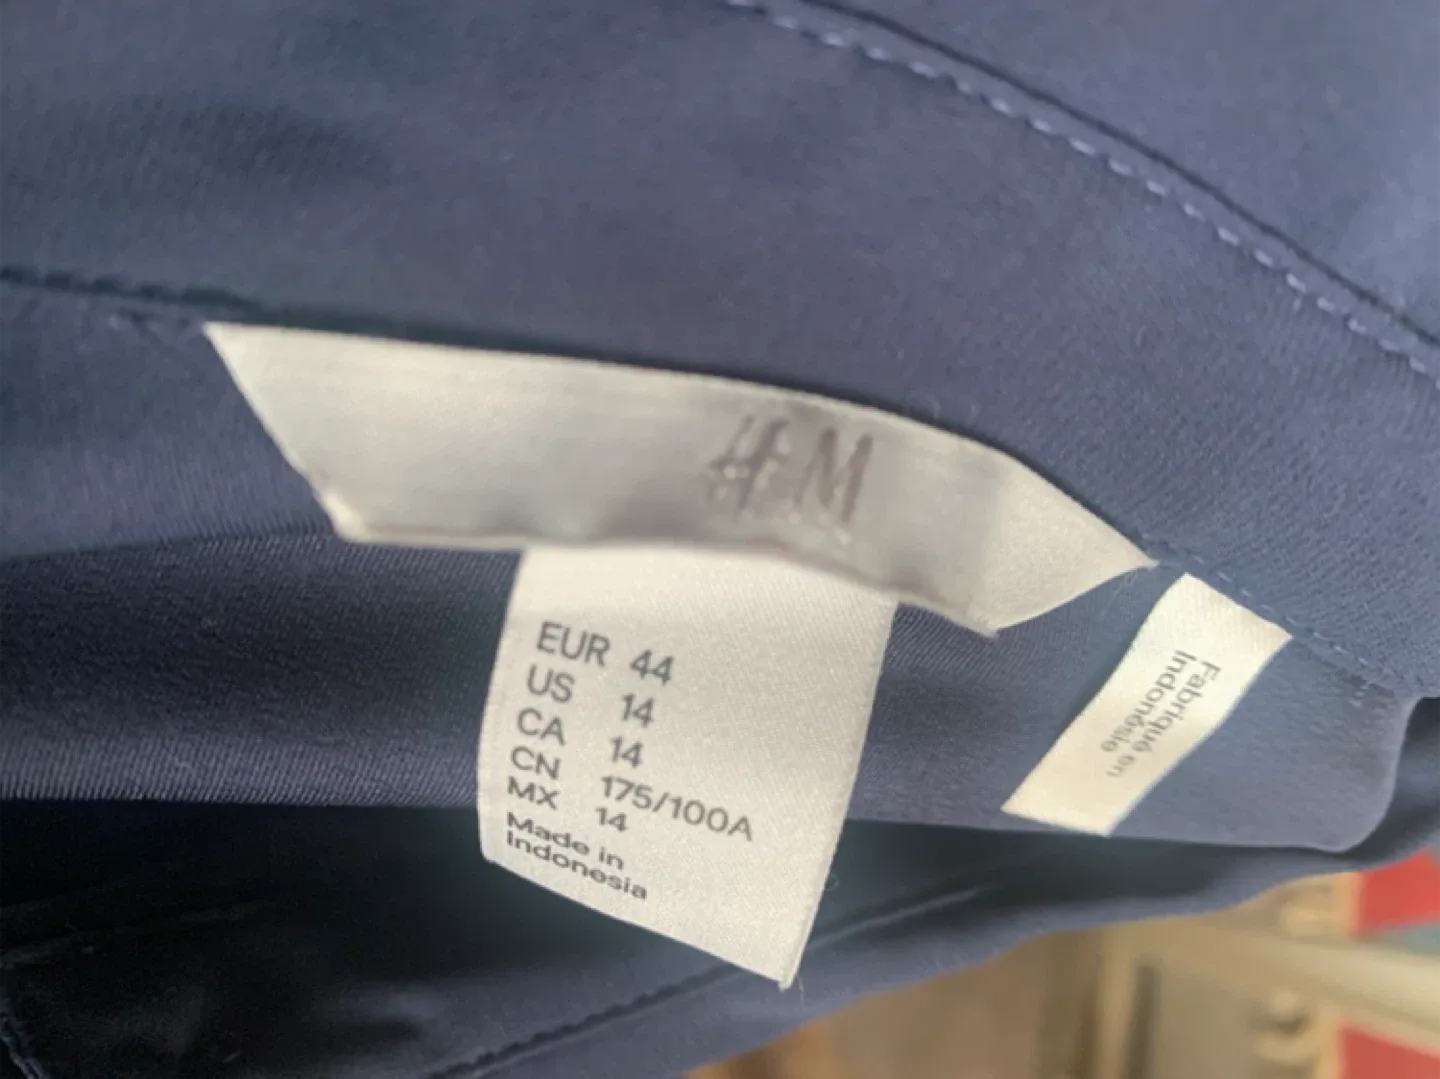 H&M
EUR 44
US 14
CA 14
CN 175/100A
MX 14
Made in
Indonesia
Fabriqué en
Indonésie